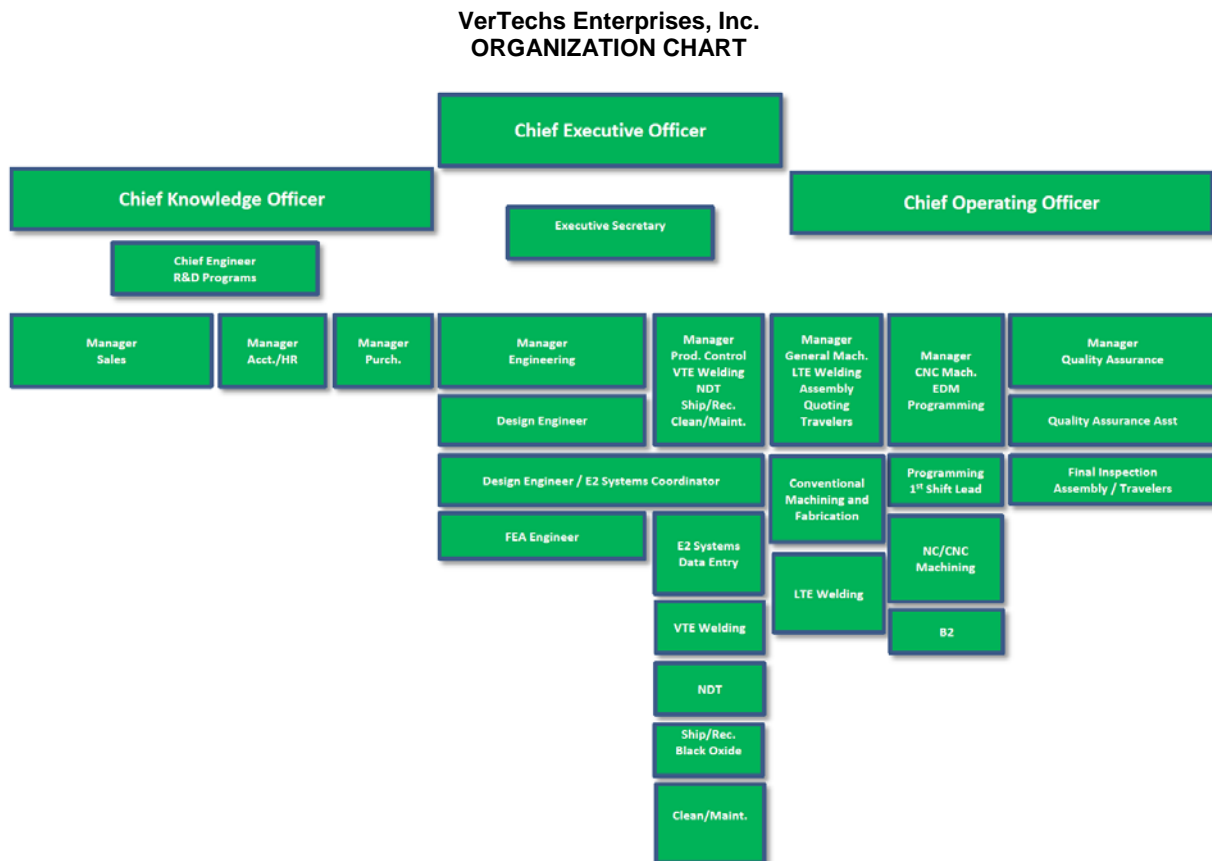 VerTechs Enterprises, Inc.
ORGANIZATION CHART
Chief Executive Officer
Chief Knowledge Officer
Chief Operating Officer
Executive Secretary
Chief Engineer
R&D Programs
Manager
Sales
Manager
Acct./HR
Manager
Purch.
Manager
Engineering
Manager
Prod. Control
VTE Welding
NDT
Ship/Rec.
Clean/Maint.
Manager
General Mach.
LTE Welding
Assembly
Quoting
Travelers
Manager
CNC Mach.
EDM
Programming
Manager
Quality Assurance
Design Engineer
Quality Assurance Asst
Design Engineer / E2 Systems Coordinator
Conventional
Machining and
Fabrication
Programming
1st Shift Lead
Final Inspection
Assembly / Travelers
FEA Engineer
E2 Systems
Data Entry
NC/CNC
Machining
LTE Welding
VTE Welding
B2
NDT
Ship/Rec.
Black Oxide
Clean/Maint.